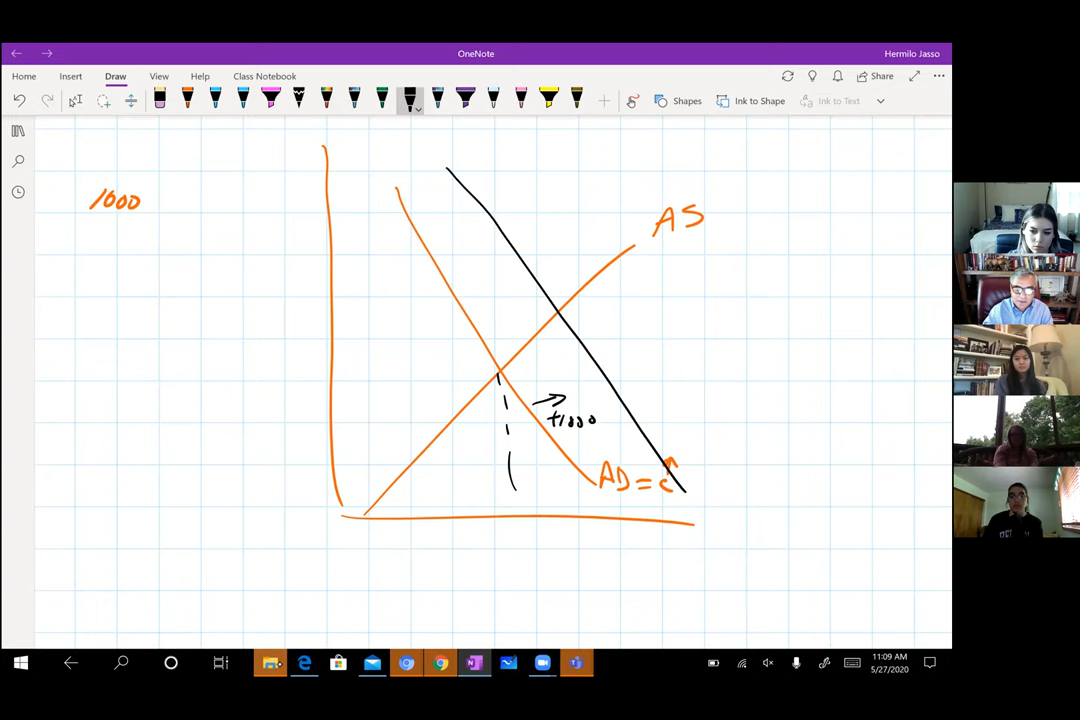 OneNote
Hermilo Jasso
Home Insert Draw View Help Class Notebook
Share
Shapes Ink to Shape Ink to Text
1000
AS
+1000
AD = C
11:09 AM
5/27/2020